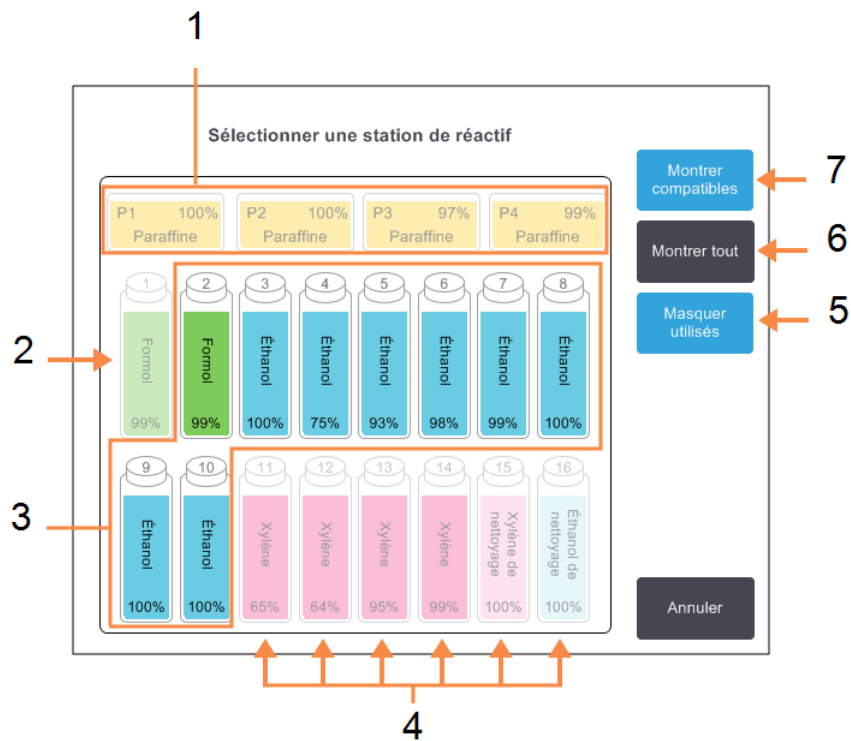 1
Sélectionner une station de réactif
P1 100%
Paraffine
P2 100%
Paraffine
P3 97%
Paraffine
P4 99%
Paraffine
Montrer
compatibles
7
Montrer tout
6
Masquer
utilisés
5
2
1
Formol
99%
2
Formol
99%
3
Éthanol
100%
4
Éthanol
75%
5
Éthanol
93%
6
Éthanol
98%
7
Éthanol
99%
8
Éthanol
100%
3
9
Éthanol
100%
10
Éthanol
100%
11
Xylène
65%
12
Xylène
64%
13
Xylène
95%
14
Xylène
99%
15
Xylène de
nettoyage
100%
16
Éthanol de
nettoyage
100%
Annuler
4